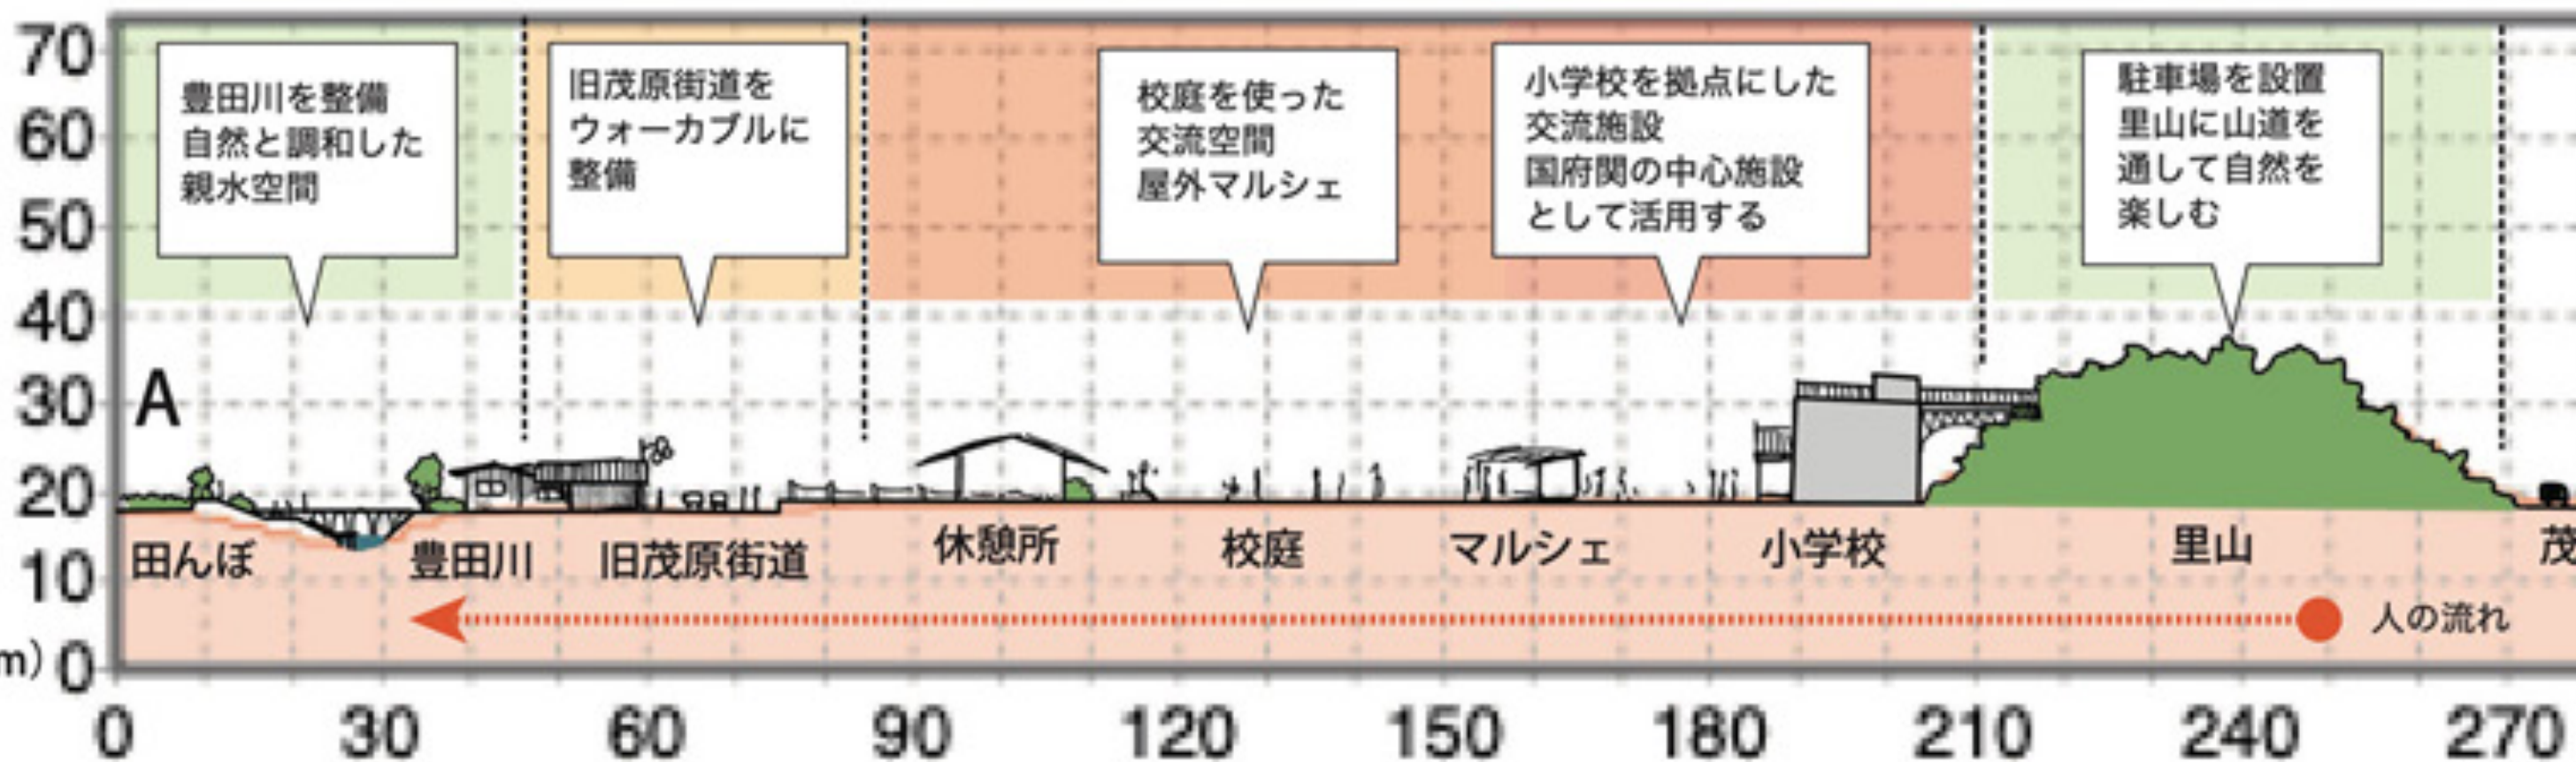 70
60
50
40
30
20
10
m) 0
豊田川を整備
自然と調和した
親水空間
旧茂原街道を
ウォーカブルに
整備
校庭を使った
交流空間
屋外マルシェ
小学校を拠点にした
交流施設
国府関の中心施設
として活用する
駐車場を設置
里山に山道を
通して自然を
楽しむ
A
田んぼ
豊田川
旧茂原街道
休憩所
校庭
マルシェ
小学校
里山
茂
人の流れ
0 30 60 90 120 150 180 210 240 270